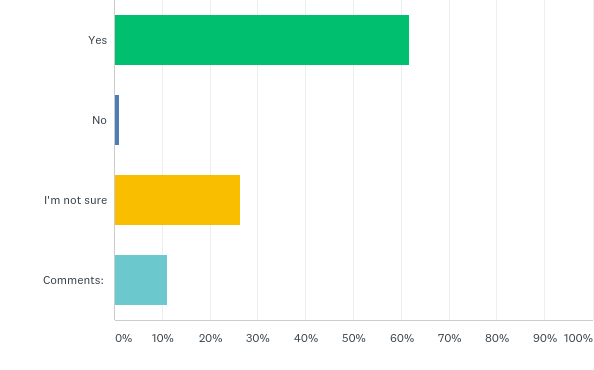 Yes
No
I'm not sure
Comments:
0% 10% 20% 30% 40% 50% 60% 70% 80% 90% 100%